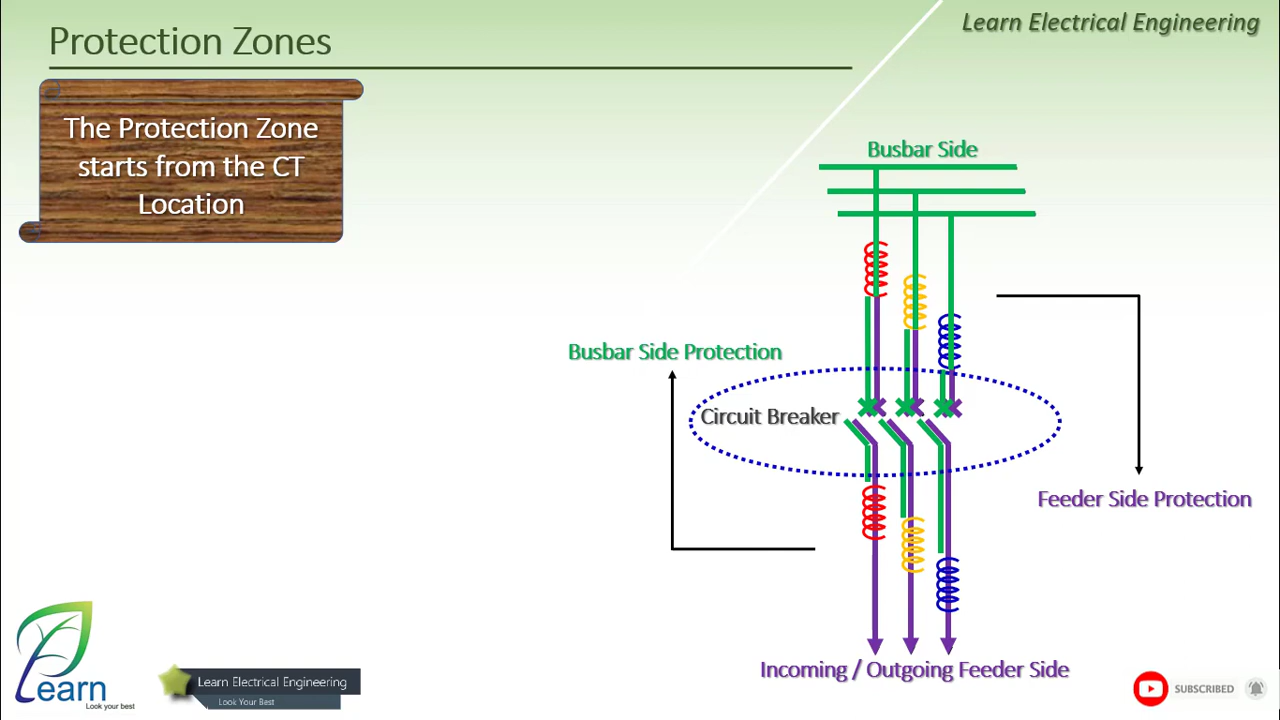 Protection Zones
Learn Electrical Engineering
The Protection Zone
starts from the CT
Location
Busbar Side
Busbar Side Protection
Circuit Breaker
Feeder Side Protection
Incoming / Outgoing Feeder Side
Learn
Look your best
Learn Electrical Engineering
Look Your Best
SUBSCRIBED